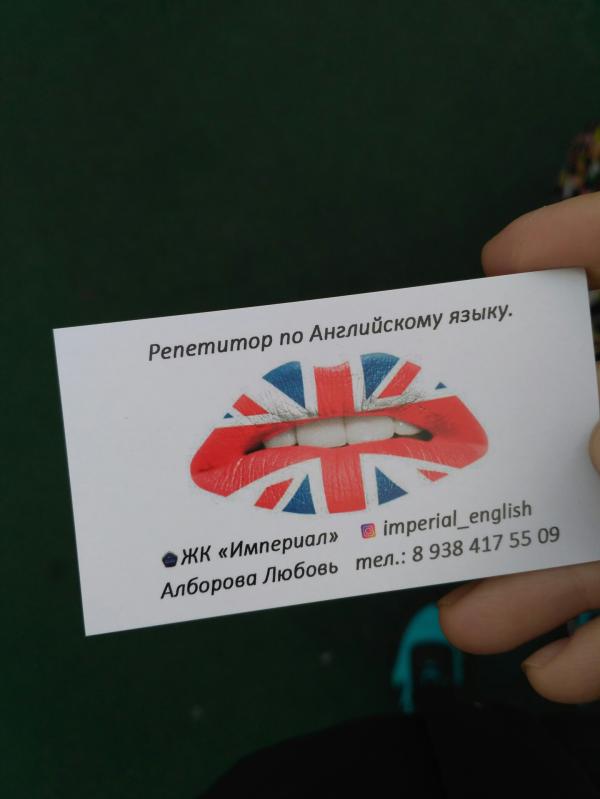 Репетитор по Английскому языку.
ЖК «Империал» imperial_english
Алборова Любовь тел.: 8 938 417 55 09